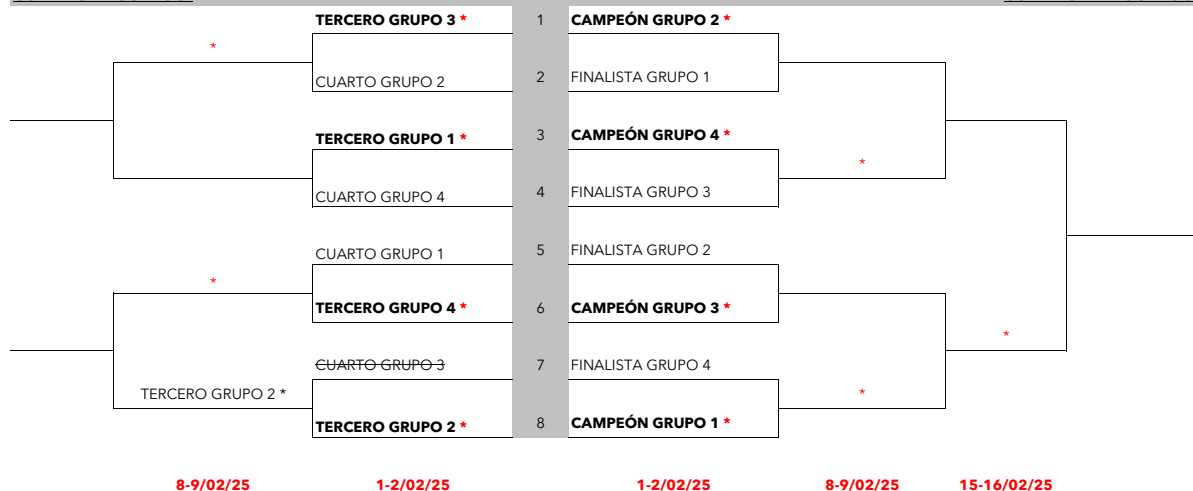 TERCERO GRUPO 3 * 1 CAMPEÓN GRUPO 2 *
*
CUARTO GRUPO 2 2 FINALISTA GRUPO 1
TERCERO GRUPO 1 * 3 CAMPEÓN GRUPO 4 *
*
CUARTO GRUPO 4 4 FINALISTA GRUPO 3
CUARTO GRUPO 1 5 FINALISTA GRUPO 2
*
TERCERO GRUPO 4 * 6 CAMPEÓN GRUPO 3 *
*
CUARTO GRUPO 3 7 FINALISTA GRUPO 4
TERCERO GRUPO 2 * *
TERCERO GRUPO 2 * 8 CAMPEÓN GRUPO 1 *
8-9/02/25 1-2/02/25 1-2/02/25 8-9/02/25 15-16/02/25